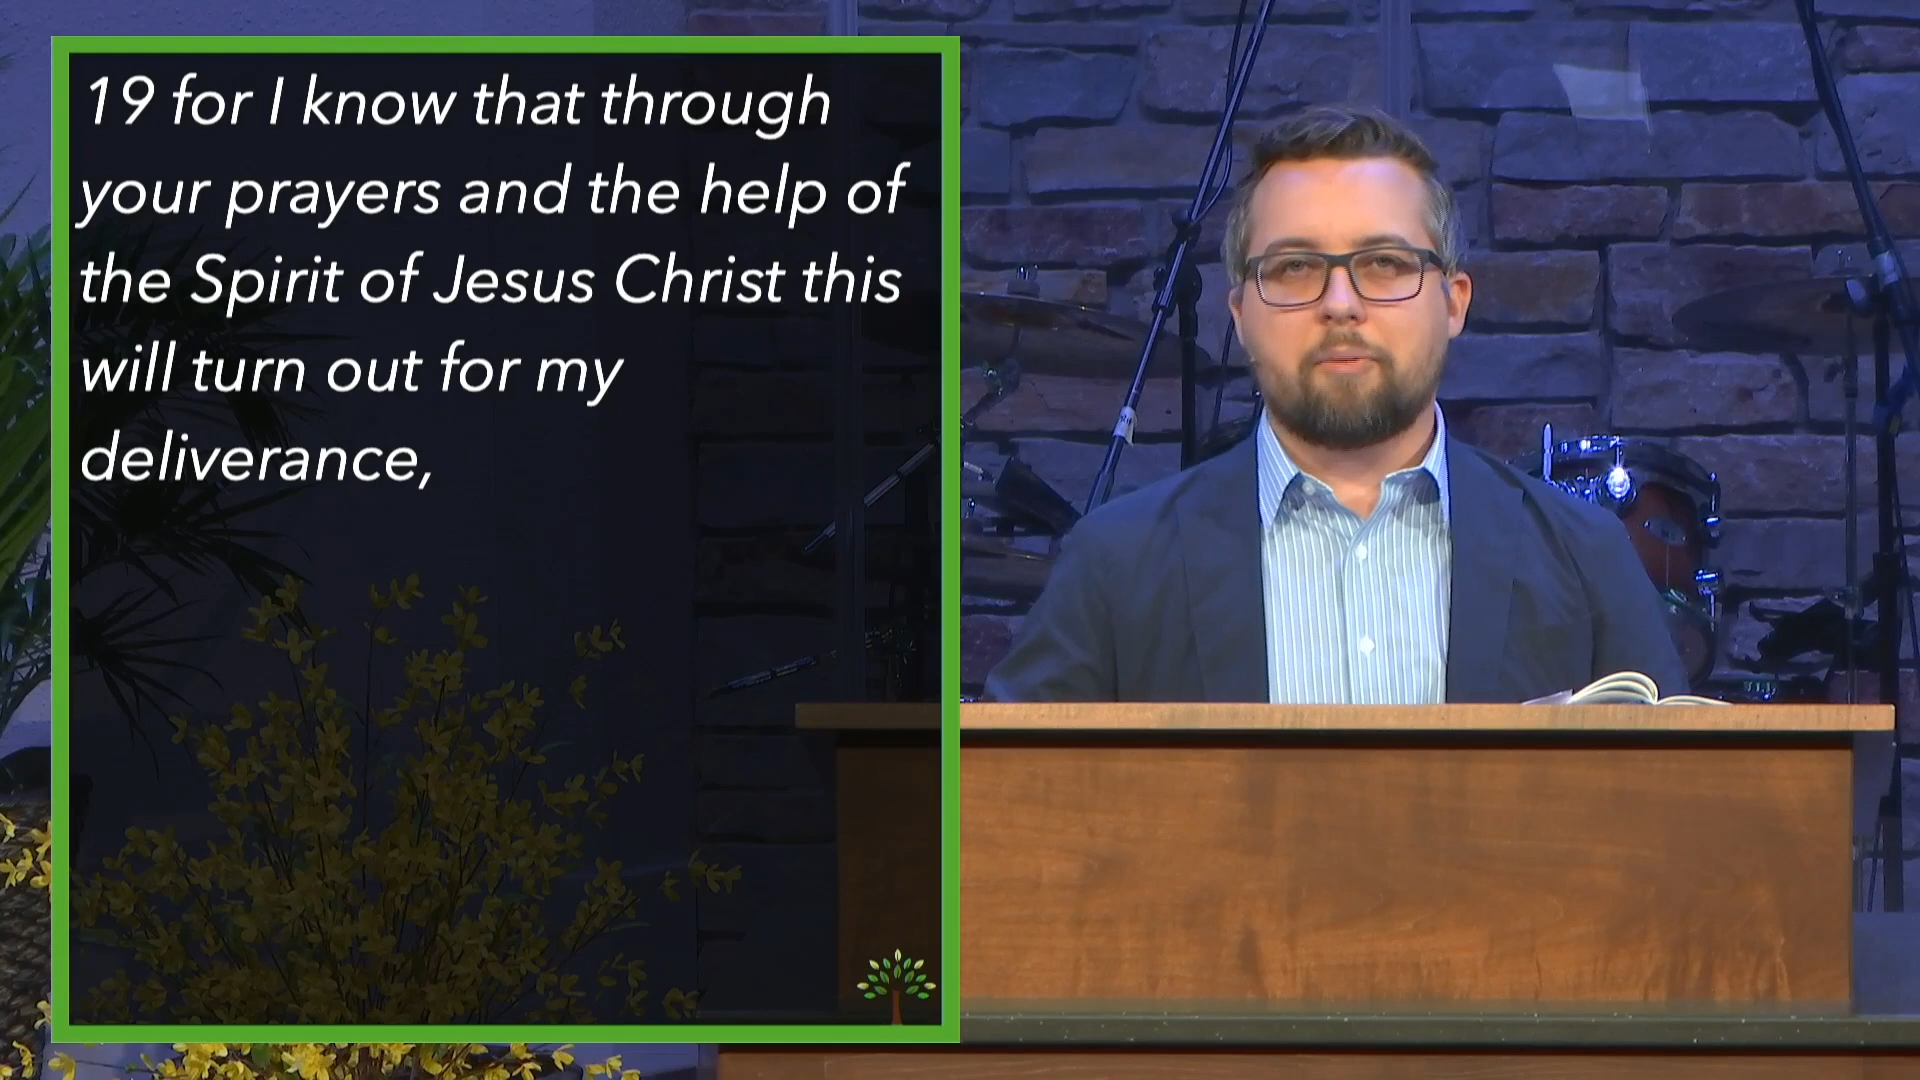 19 for I know that through
your prayers and the help of
the Spirit of Jesus Christ this
will turn out for my
deliverance,